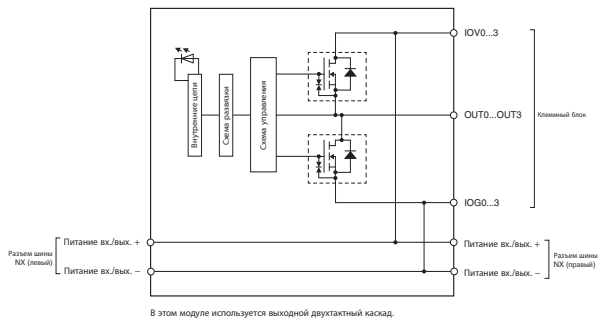 IOV0...3
Внутренние цепи
Схема развязки
Схема управления
OUT0...OUT3
Клеммный блок
IOG0...3
Разъем шины
NX (левый)
Питание вх./вых. +
Питание вх./вых. –
Питание вх./вых. +
Питание вх./вых. –
Разъем шины
NX (правый)
В этом модуле используется выходной двухтактный каскад.